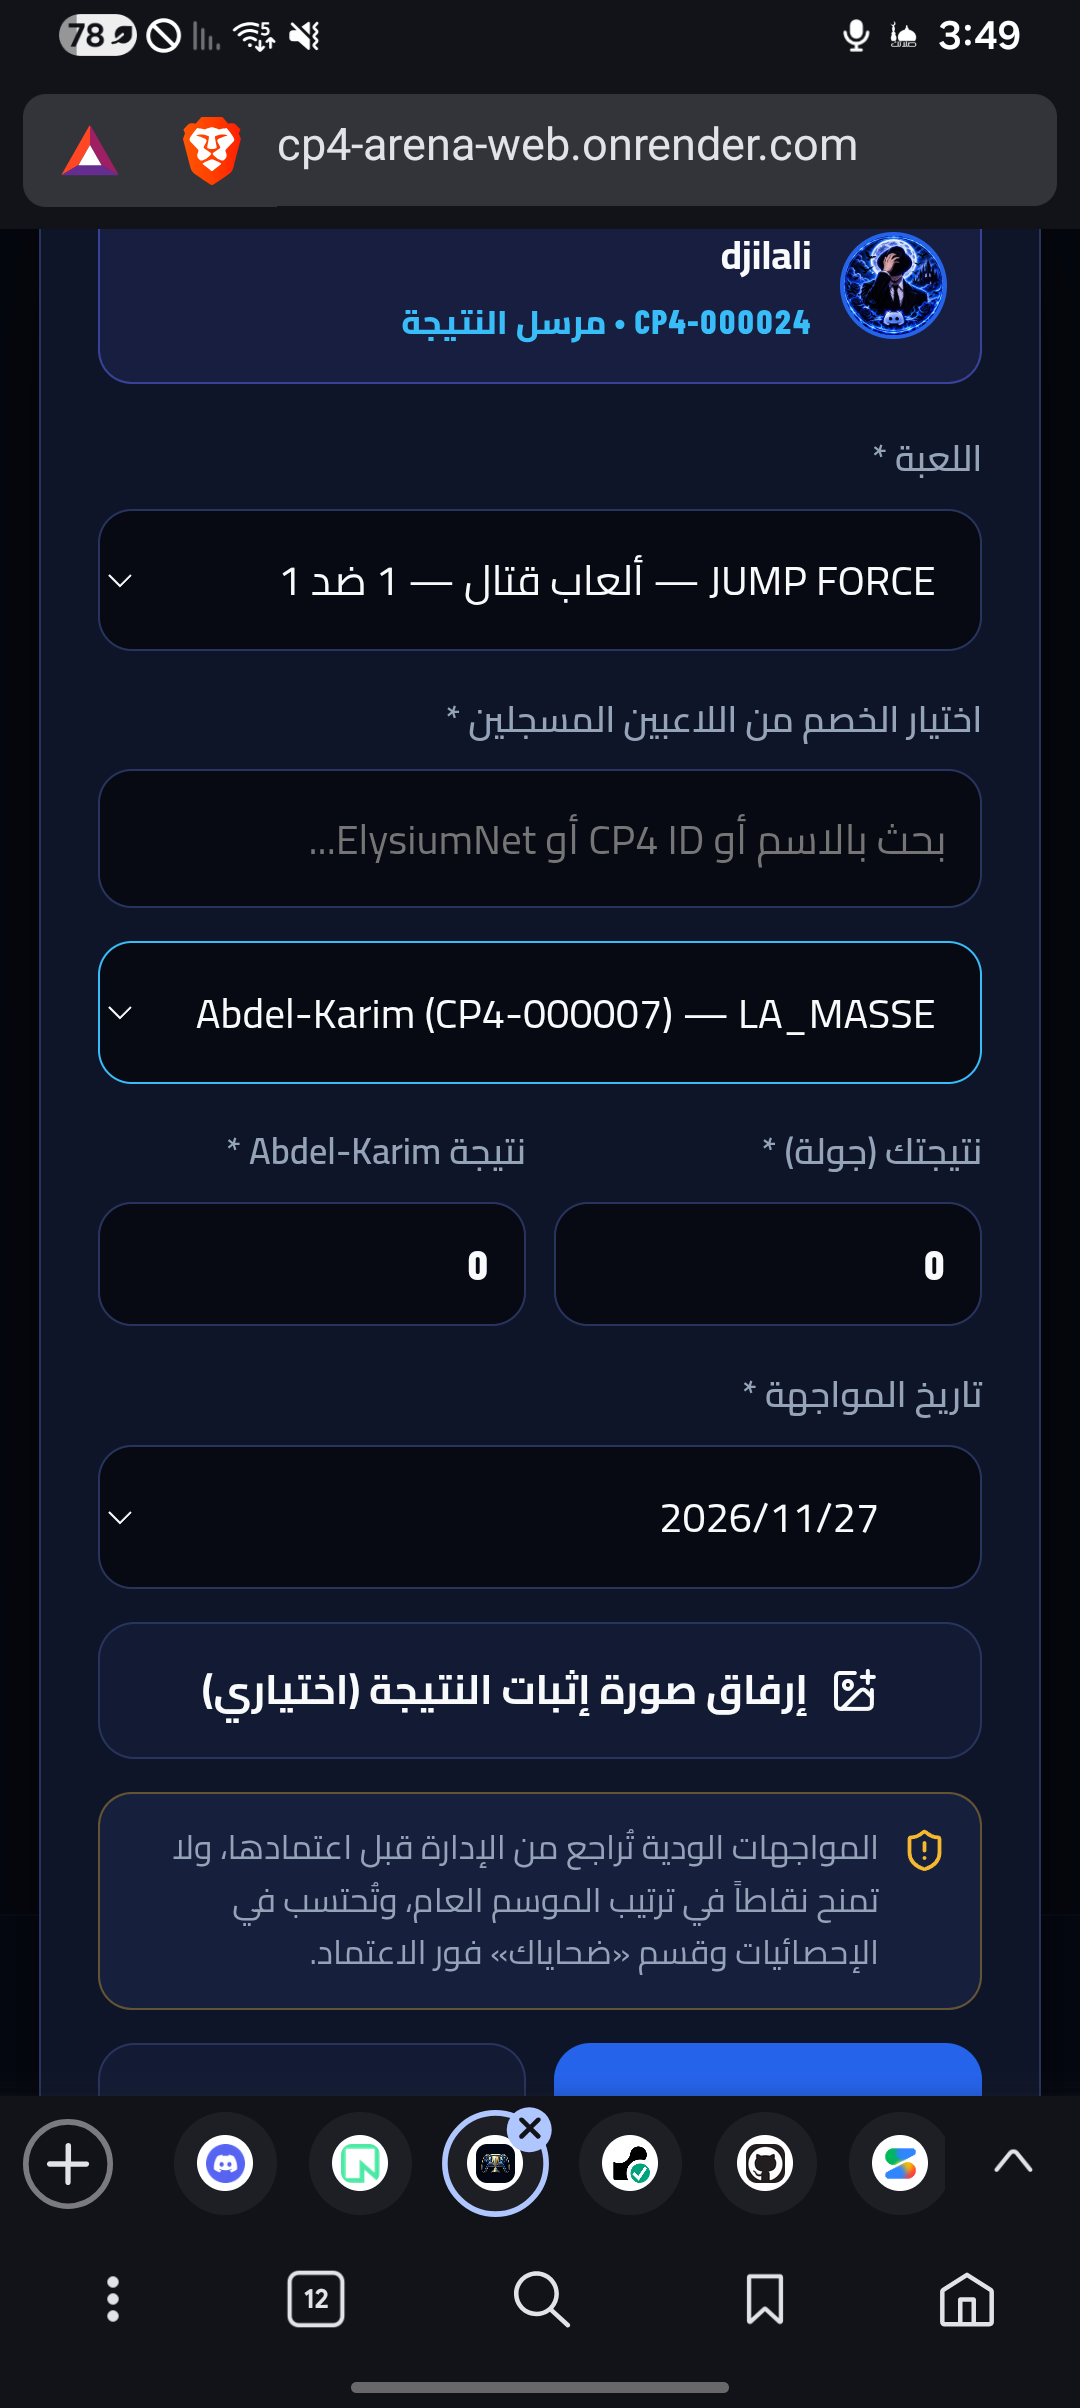 78
5
3:49
cp4-arena-web.onrender.com
djilali
CP4-000024 • مرسل النتيجة
اللعبة *
JUMP FORCE — ألعاب قتال — 1 ضد 1
اختيار الخصم من اللاعبين المسجلين *
بحث بالاسم أو CP4 ID أو ElysiumNet...
Abdel-Karim (CP4-000007) — LA_MASSE
نتيجتك (جولة) *
نتيجة Abdel-Karim *
0
0
تاريخ المواجهة *
2026/11/27
إرفاق صورة إثبات النتيجة (اختياري)
المواجهات الودية تُراجع من الإدارة قبل اعتمادها، ولا
تمنح نقاطاً في ترتيب الموسم العام، وتُحتسب في
الإحصائيات وقسم «ضحاياك» فور الاعتماد.
12